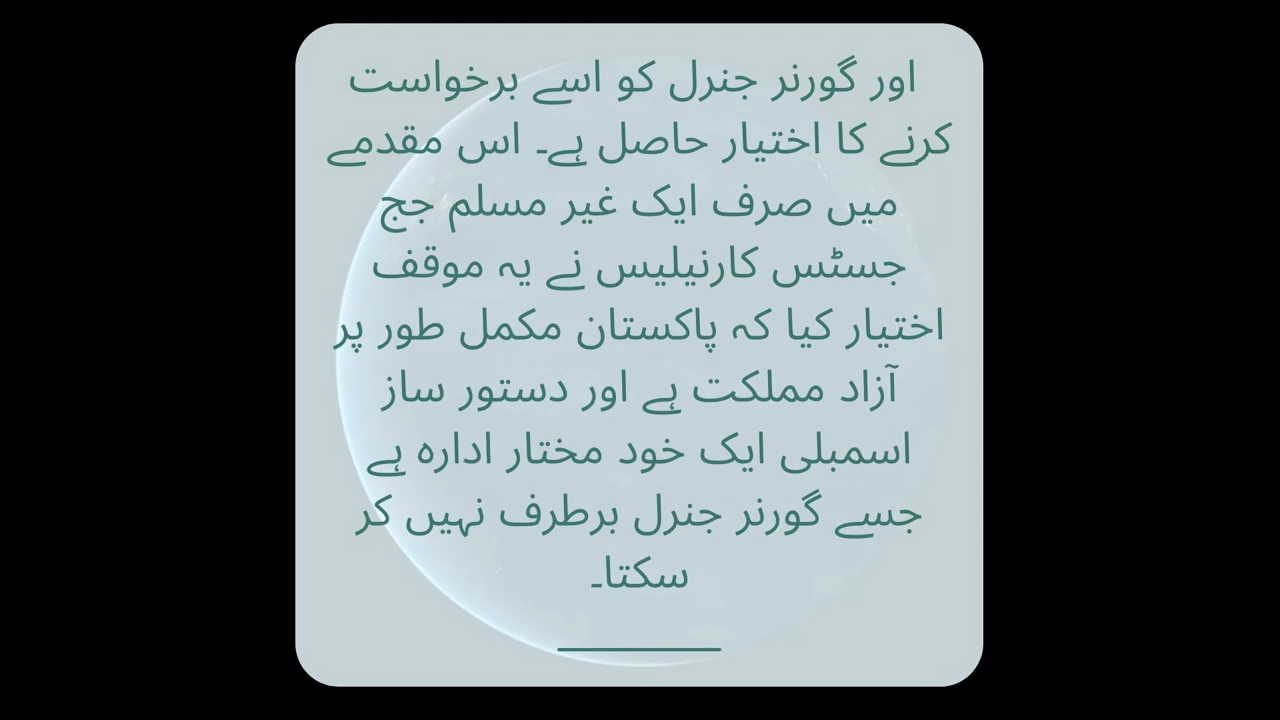 اور گورنر جنرل کو اسے برخواست
کرنے کا اختیار حاصل ہے۔ اس مقدمے
میں صرف ایک غیر مسلم جج
جسٹس کارنیلیس نے یہ موقف
اختیار کیا کہ پاکستان مکمل طور پر
آزاد مملکت ہے اور دستور ساز
اسمبلی ایک خود مختار ادارہ ہے
جسے گورنر جنرل برطرف نہیں کر
سکتا۔